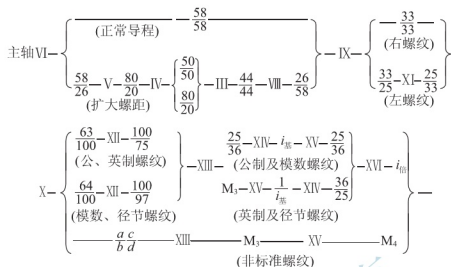 58/58
(正常导程)
主轴Ⅵ — 58/26 — Ⅴ — 80/20 — Ⅳ — { 50/50 80/20 } — Ⅲ — 44/44 — Ⅷ — 26/58 — Ⅸ —
(扩大螺距)
33/33
(右螺纹)
33/25 — Ⅺ — 25/33
(左螺纹)
63/100 — Ⅻ — 100/75
(公、英制螺纹)
Ⅹ — 64/100 — Ⅻ — 100/97 — ⅩⅢ —
(模数、径节螺纹)
25/36 — ⅩⅣ — i基 — ⅩⅤ — 25/36
(公制及模数螺纹)
M₃ — ⅩⅤ — 1/i基 — ⅩⅣ — 36/25 — ⅩⅥ — i倍
(英制及径节螺纹)
a/b c/d ⅩⅢ — M₃ — ⅩⅤ — M₄
(非标准螺纹)